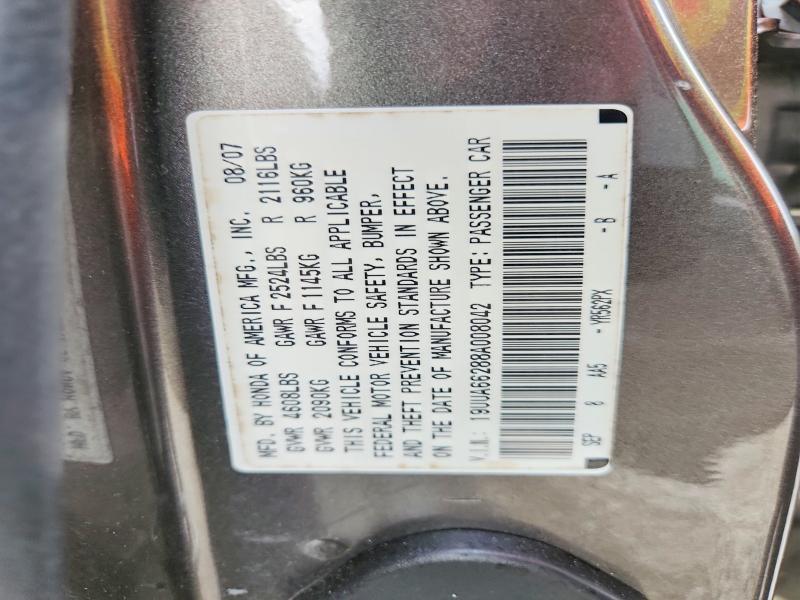 MFD. BY HONDA OF AMERICA MFG., INC. 08/07
GVWR 4608LBS GAWR F 2524LBS R 2116LBS
GVWR 2090KG GAWR F 1145KG R 960KG
THIS VEHICLE CONFORMS TO ALL APPLICABLE
FEDERAL MOTOR VEHICLE SAFETY, BUMPER,
AND THEFT PREVENTION STANDARDS IN EFFECT
ON THE DATE OF MANUFACTURE SHOWN ABOVE.
V.I.N.: 19UUA66288A008042 TYPE: PASSENGER CAR
SEP 0 AA5 - YR562PX -B -A